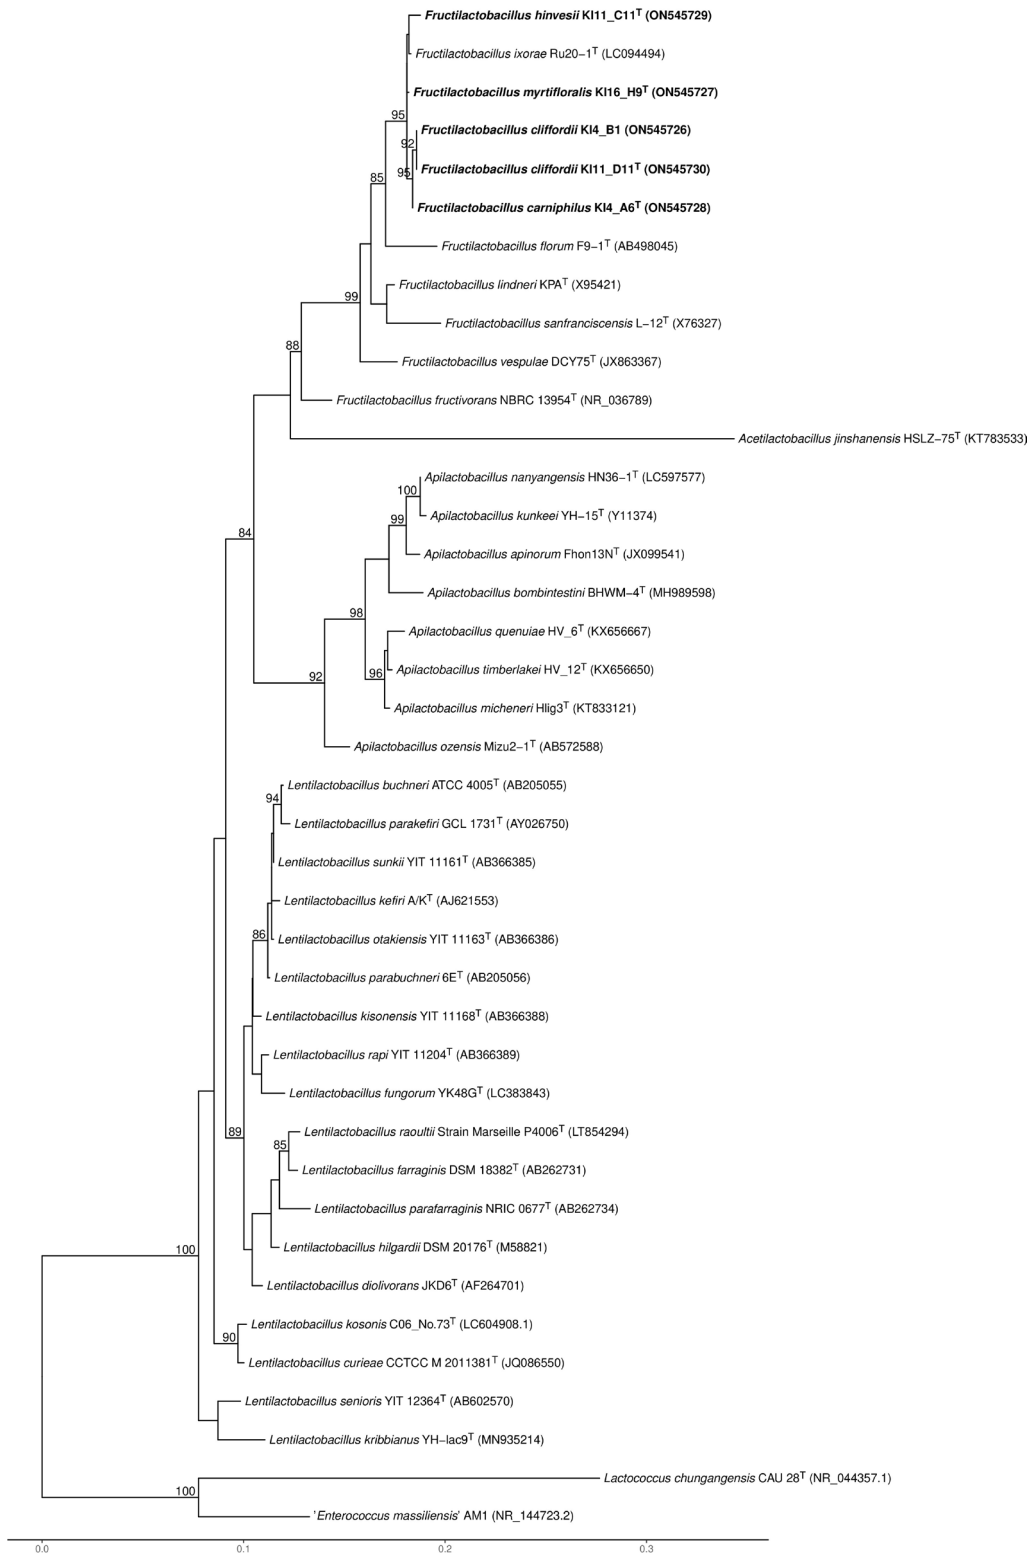 Fructilactobacillus hinvesii KI11_C11T (ON545729)
Fructilactobacillus ixorae Ru20−1T (LC094494)
Fructilactobacillus myrtifloralis KI16_H9T (ON545727)
95
Fructilactobacillus cliffordii KI4_B1 (ON545726)
92
Fructilactobacillus cliffordii KI11_D11T (ON545730)
95
85
Fructilactobacillus carniphilus KI4_A6T (ON545728)
Fructilactobacillus florum F9−1T (AB498045)
Fructilactobacillus lindneri KPAT (X95421)
99
Fructilactobacillus sanfranciscensis L−12T (X76327)
88
Fructilactobacillus vespulae DCY75T (JX863367)
Fructilactobacillus fructivorans NBRC 13954T (NR_036789)
Acetilactobacillus jinshanensis HSLZ−75T (KT783533)
Apilactobacillus nanyangensis HN36−1T (LC597577)
100
Apilactobacillus kunkeei YH−15T (Y11374)
99
84
Apilactobacillus apinorum Fhon13NT (JX099541)
Apilactobacillus bombintestini BHWM−4T (MH989598)
98
Apilactobacillus quenuiae HV_6T (KX656667)
Apilactobacillus timberlakei HV_12T (KX656650)
96
92
Apilactobacillus micheneri Hlig3T (KT833121)
Apilactobacillus ozensis Mizu2−1T (AB572588)
Lentilactobacillus buchneri ATCC 4005T (AB205055)
94
Lentilactobacillus parakefiri GCL 1731T (AY026750)
Lentilactobacillus sunkii YIT 11161T (AB366385)
Lentilactobacillus kefiri A/KT (AJ621553)
86
Lentilactobacillus otakiensis YIT 11163T (AB366386)
Lentilactobacillus parabuchneri 6ET (AB205056)
Lentilactobacillus kisonensis YIT 11168T (AB366388)
Lentilactobacillus rapi YIT 11204T (AB366389)
Lentilactobacillus fungorum YK48GT (LC383843)
89
Lentilactobacillus raoultii Strain Marseille P4006T (LT854294)
85
Lentilactobacillus farraginis DSM 18382T (AB262731)
Lentilactobacillus parafarraginis NRIC 0677T (AB262734)
100
Lentilactobacillus hilgardii DSM 20176T (M58821)
Lentilactobacillus diolivorans JKD6T (AF264701)
Lentilactobacillus kosonis C06_No.73T (LC604908.1)
90
Lentilactobacillus curieae CCTCC M 2011381T (JQ086550)
Lentilactobacillus senioris YIT 12364T (AB602570)
Lentilactobacillus kribbianus YH−lac9T (MN935214)
Lactococcus chungangensis CAU 28T (NR_044357.1)
100
'Enterococcus massiliensis' AM1 (NR_144723.2)
0.0 0.1 0.2 0.3